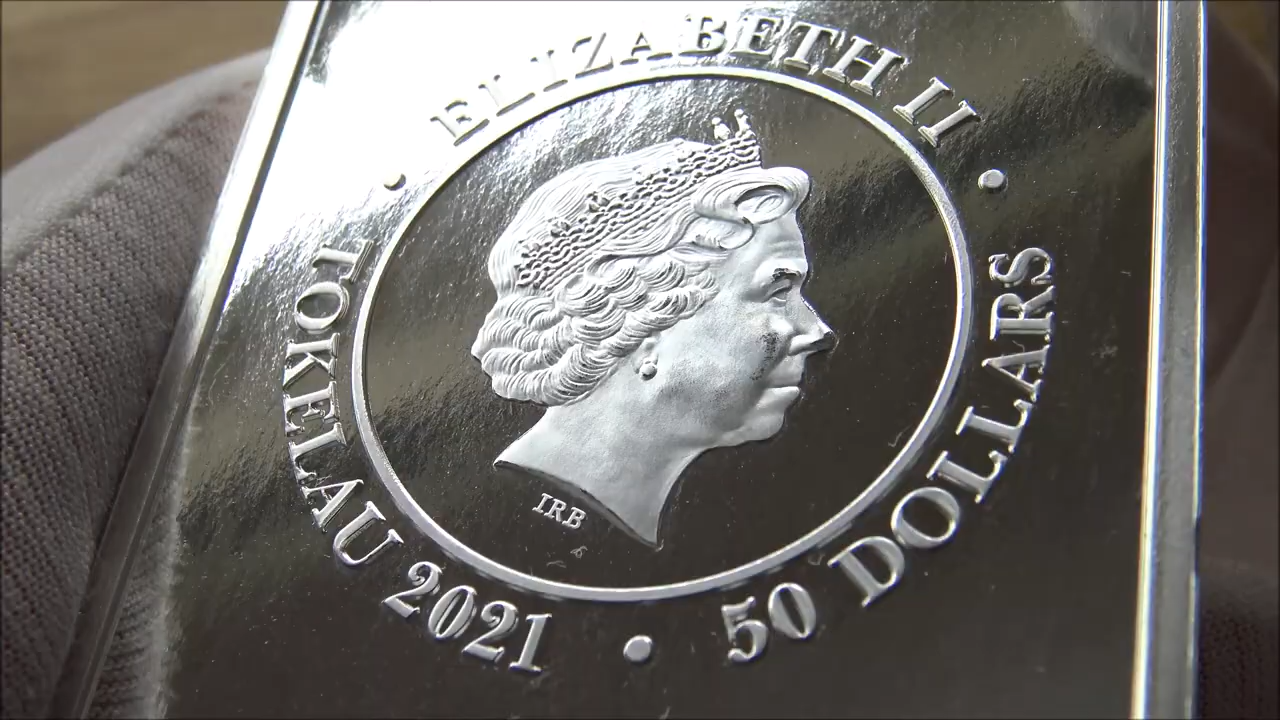 ELIZABETH II
TOKELAU 2021 • 50 DOLLARS
IRB